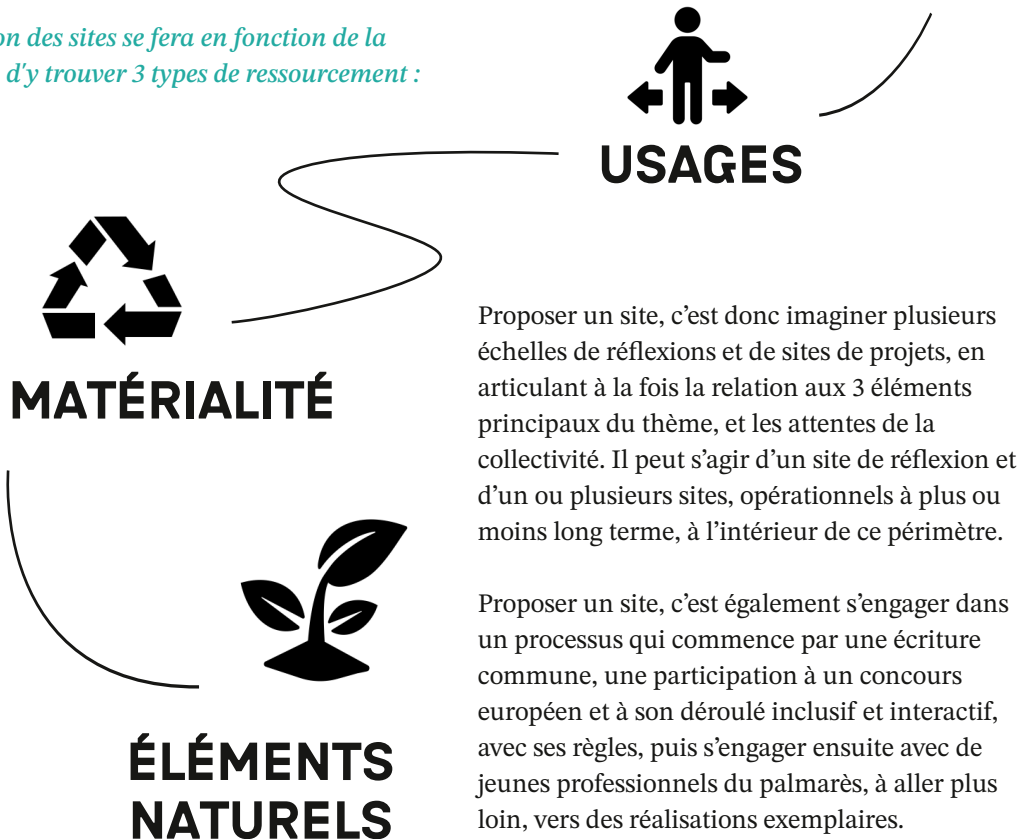 on des sites se fera en fonction de la
d'y trouver 3 types de ressourcement :
USAGES
MATÉRIALITÉ
ÉLÉMENTS
NATURELS
Proposer un site, c’est donc imaginer plusieurs
échelles de réflexions et de sites de projets, en
articulant à la fois la relation aux 3 éléments
principaux du thème, et les attentes de la
collectivité. Il peut s’agir d’un site de réflexion et
d’un ou plusieurs sites, opérationnels à plus ou
moins long terme, à l’intérieur de ce périmètre.
Proposer un site, c’est également s’engager dans
un processus qui commence par une écriture
commune, une participation à un concours
européen et à son déroulé inclusif et interactif,
avec ses règles, puis s’engager ensuite avec de
jeunes professionnels du palmarès, à aller plus
loin, vers des réalisations exemplaires.